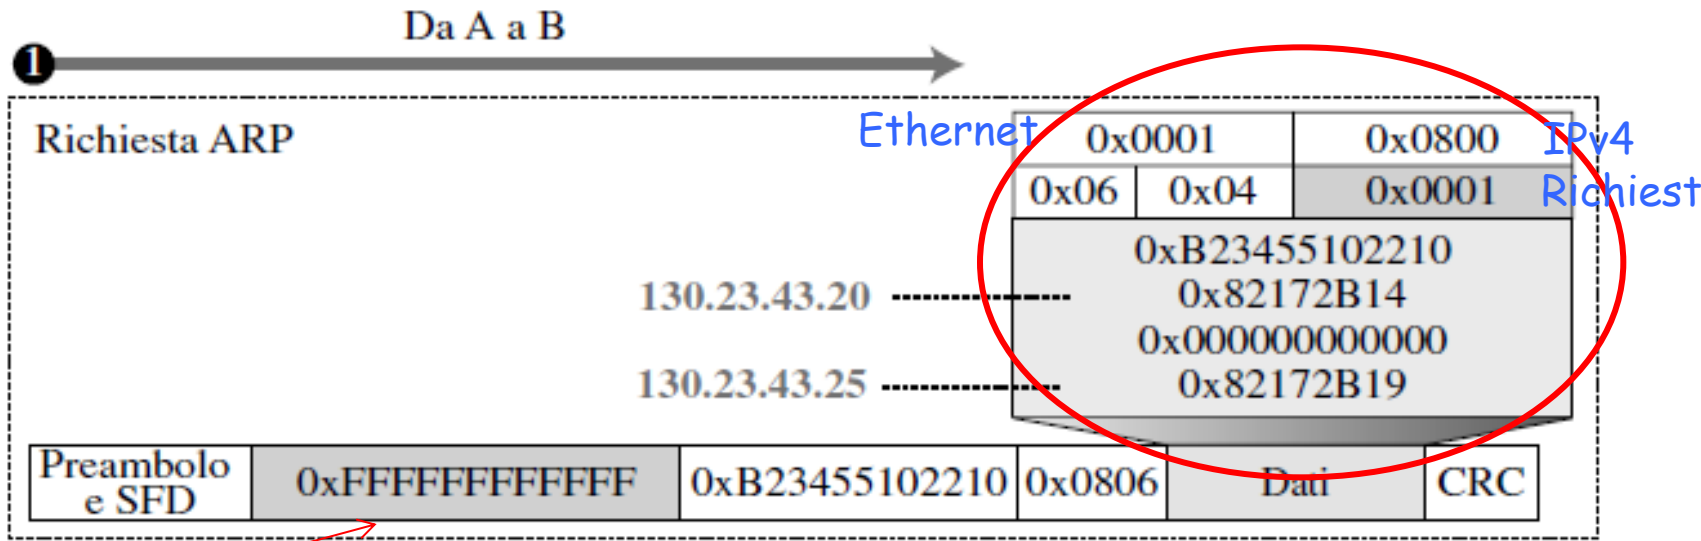 Da A a B
1
Richiesta ARP
Ethernet 0x0001 0x0800 IPv4
0x06 0x04 0x0001 Richiest
0xB23455102210
130.23.43.20 0x82172B14
0x000000000000
130.23.43.25 0x82172B19
Preambolo e SFD 0xFFFFFFFFFFFF 0xB23455102210 0x0806 Dati CRC